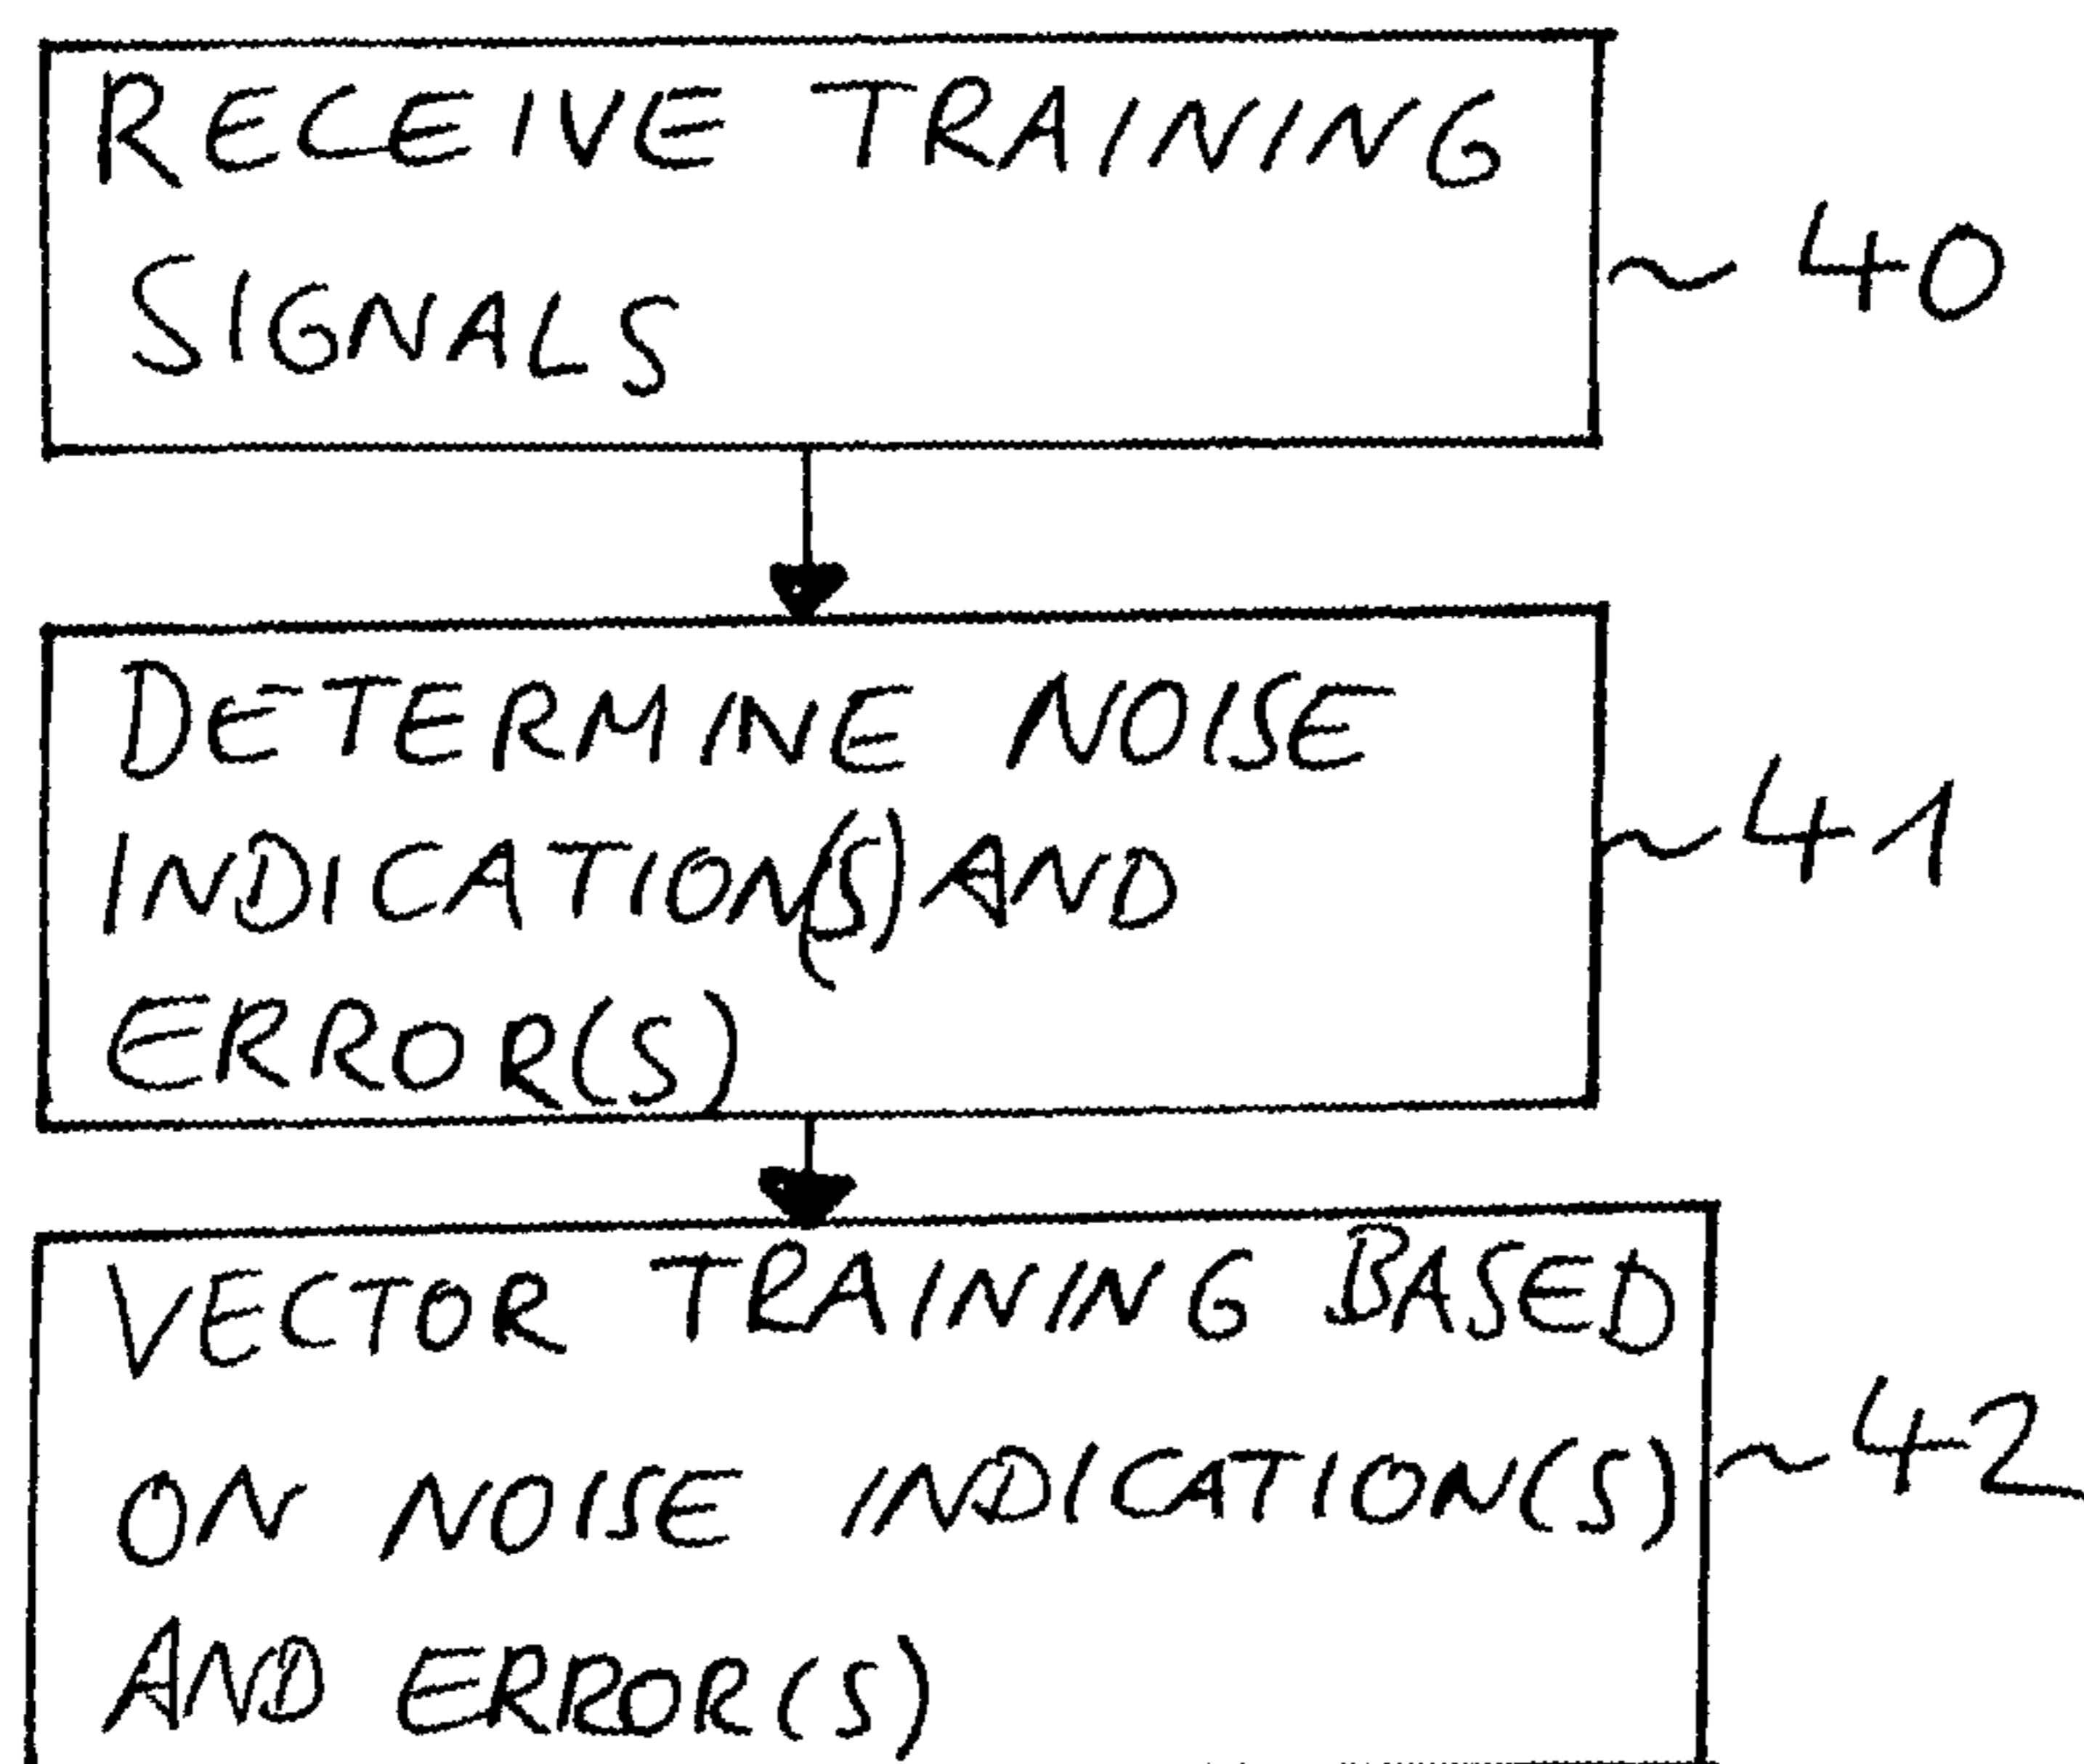 RECEIVE TRAINING
SIGNALS
~ 40
DETERMINE NOISE
INDICATION(S) AND
ERROR(S)
~41
VECTOR TRAINING BASED
ON NOISE INDICATION(S)
AND ERROR(S)
~42